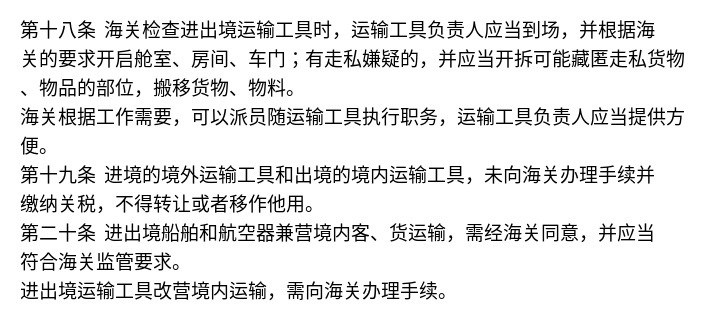 第十八条 海关检查进出境运输工具时，运输工具负责人应当到场，并根据海
关的要求开启舱室、房间、车门；有走私嫌疑的，并应当开拆可能藏匿走私货物
、物品的部位，搬移货物、物料。
海关根据工作需要，可以派员随运输工具执行职务，运输工具负责人应当提供方
便。
第十九条 进境的境外运输工具和出境的境内运输工具，未向海关办理手续并
缴纳关税，不得转让或者移作他用。
第二十条 进出境船舶和航空器兼营境内客、货运输，需经海关同意，并应当
符合海关监管要求。
进出境运输工具改营境内运输，需向海关办理手续。